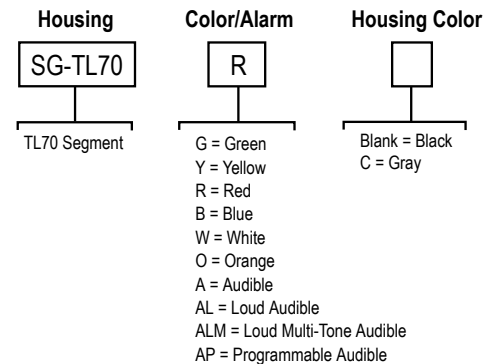 Housing
Color/Alarm
Housing Color
SG-TL70
R
TL70 Segment
G = Green
Y = Yellow
R = Red
B = Blue
W = White
O = Orange
A = Audible
AL = Loud Audible
ALM = Loud Multi-Tone Audible
AP = Programmable Audible
Blank = Black
C = Gray